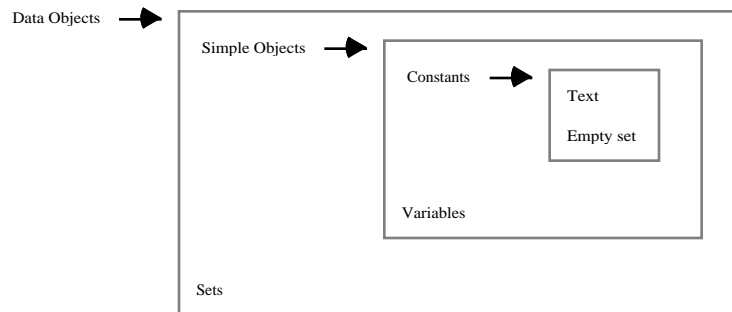 Data Objects
Simple Objects
Constants
Text
Empty set
Variables
Sets